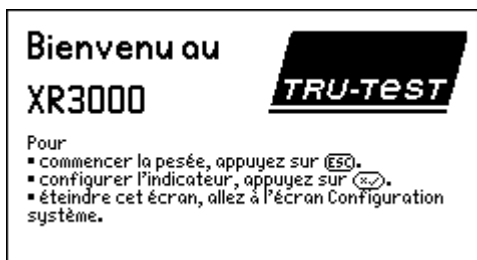 Bienvenu au
XR3000
TRU-TEST
Pour
▪ commencer la pesée, appuyez sur ESC.
▪ configurer l'indicateur, appuyez sur ×✓.
▪ éteindre cet écran, allez à l'écran Configuration
système.